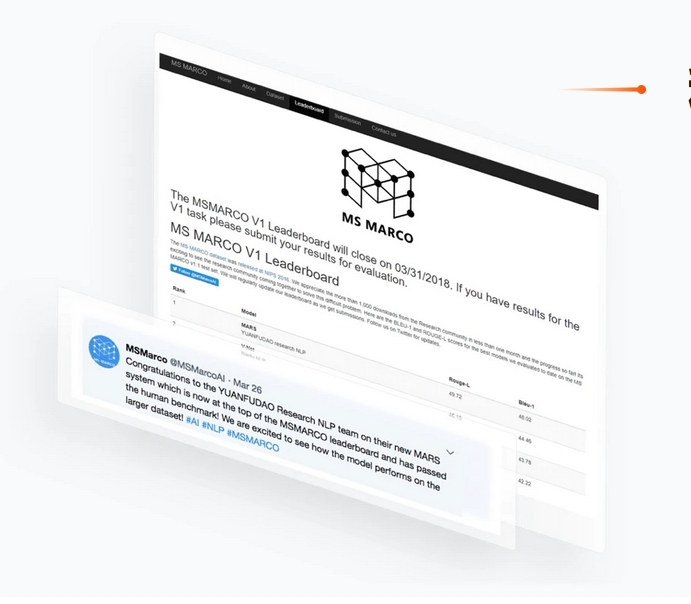 MS MARCO Home About Dataset Leaderboard Submission Contact us
MS MARCO
The MSMARCO V1 Leaderboard will close on 03/31/2018. If you have results for the
V1 task please submit your results for evaluation.
MS MARCO V1 Leaderboard
The MS MARCO dataset was released at NIPS 2016. We appreciate the more than 1,000 downloads from the Research community in less than one month and the progress so far! Its
exciting to see the research community coming together to solve this difficult problem. Here are the BLEU-1 and ROUGE-L scores for the best models we evaluated to date on the MS
MARCO v1.1 test set. We will regularly update our leaderboard as we get submissions. Follow us on Twitter for updates.
Follow @MSMarcoAI
Rank Model Rouge-L Bleu-1
1 MARS 49.72 48.02
YUANFUDAO research NLP
2 V-Net 44.46
43.78
42.22
MSMarco @MSMarcoAI · Mar 26
Congratulations to the YUANFUDAO Research NLP team on their new MARS
system which is now at the top of the MSMARCO leaderboard and has passed
the human benchmark! We are excited to see how the model performs on the
larger dataset! #AI #NLP #MSMARCO